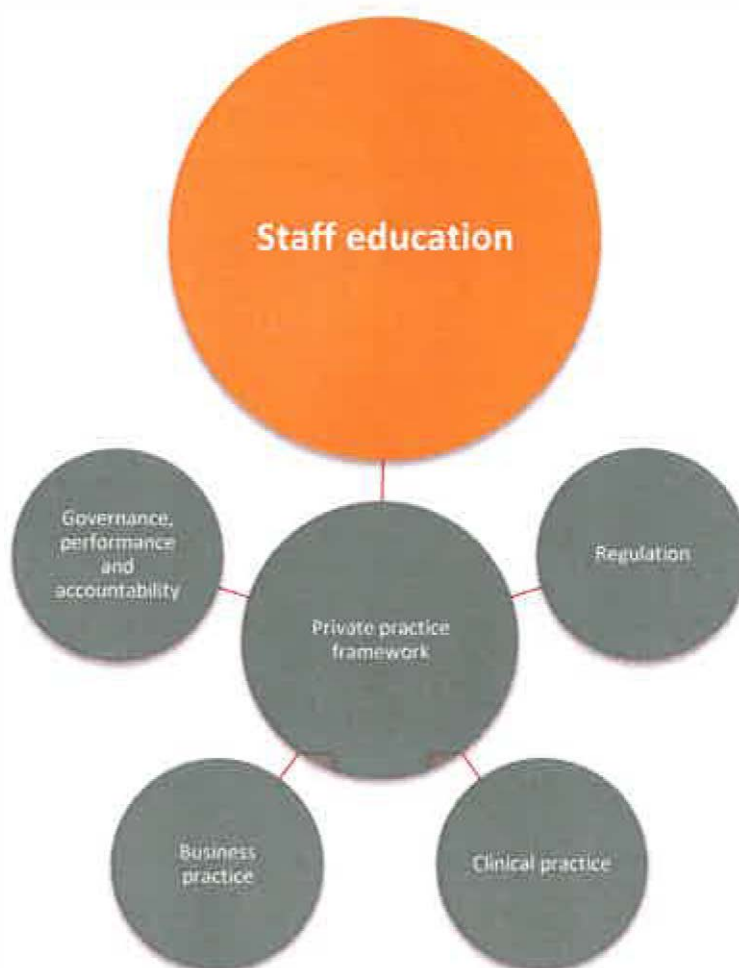 Staff education
Governance,
performance
and
accountability
Regulation
Private practice
framework
Business
practice
Clinical practice